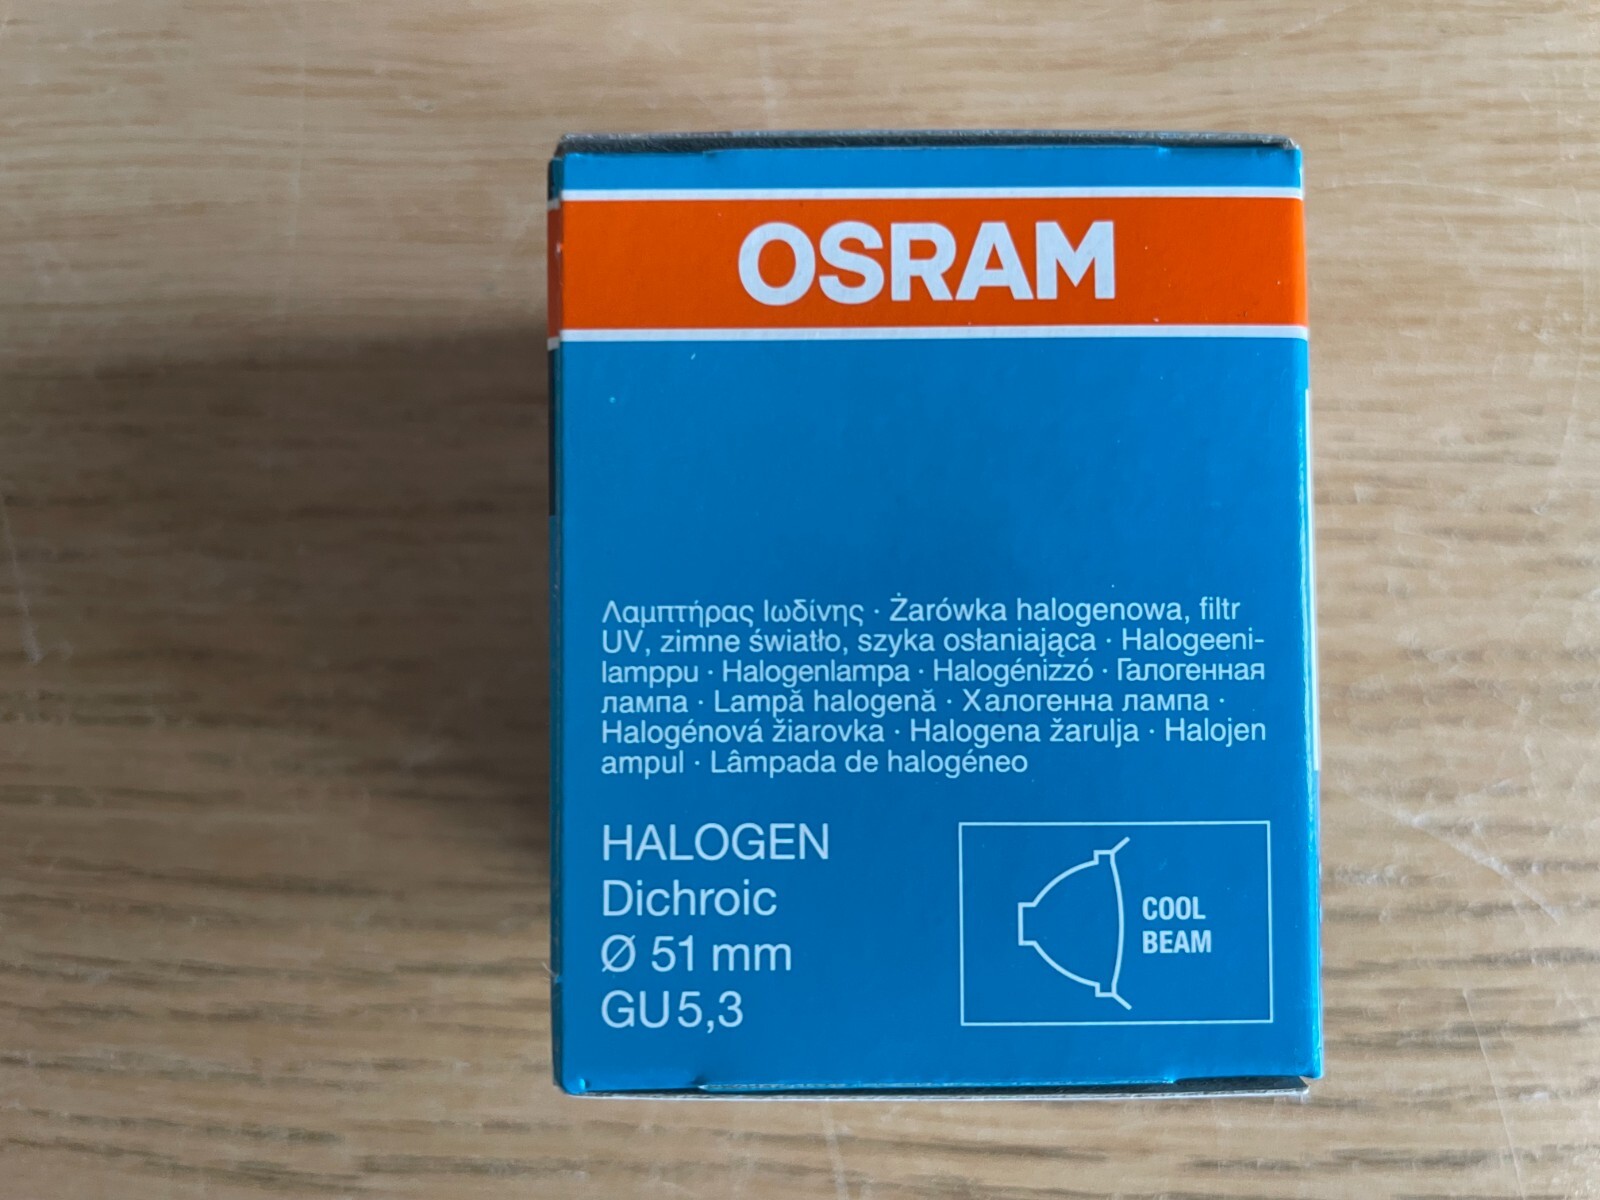 OSRAM
Λαμπτήρας Ιωδίνης · Żarówka halogenowa, filtr
UV, zimne światło, szyka osłaniająca · Halogeeni-
lamppu · Halogenlampa · Halogénizzó · Галогенная
лампа · Lampă halogenă · Халогенна лампа ·
Halogénová žiarovka · Halogena žarulja · Halojen
ampul · Lâmpada de halogéneo
HALOGEN
Dichroic
Ø 51 mm
GU5,3
COOL
BEAM